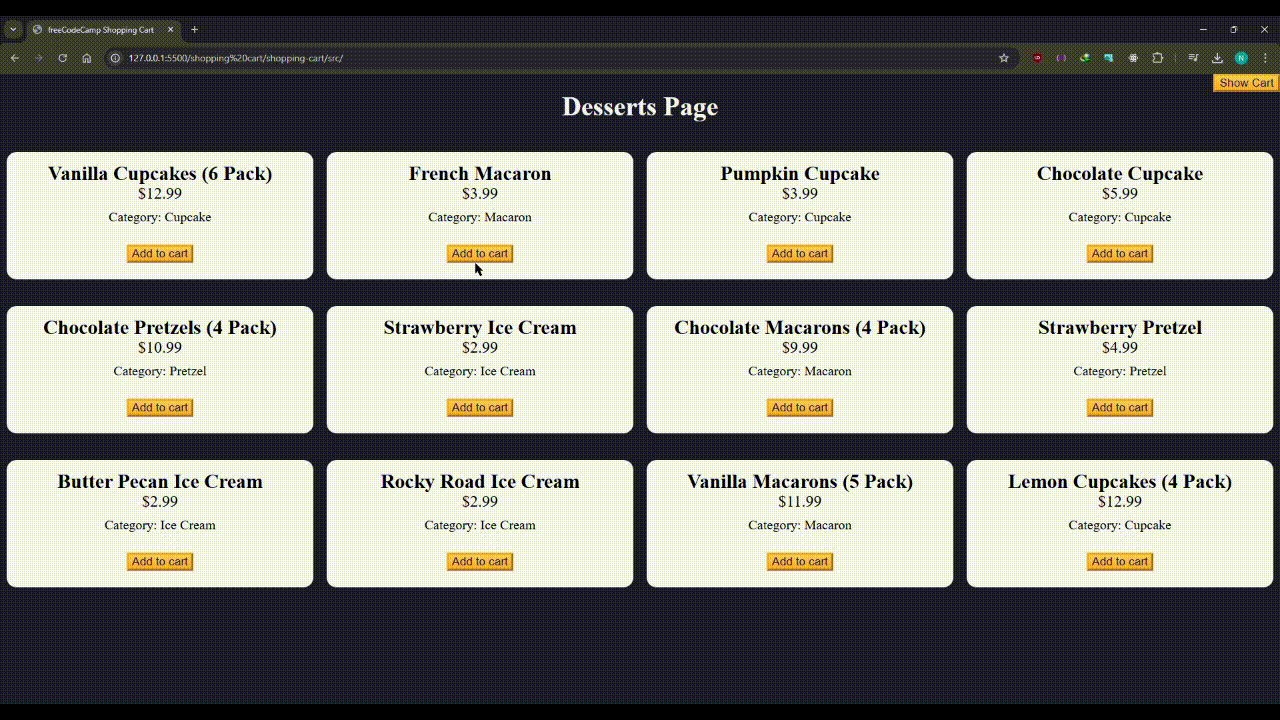 freeCodeCamp Shopping Cart
127.0.0.1:5500/shopping%20cart/shopping-cart/src/
N
Show Cart
Desserts Page
Vanilla Cupcakes (6 Pack)
$12.99
Category: Cupcake
Add to cart
French Macaron
$3.99
Category: Macaron
Add to cart
Pumpkin Cupcake
$3.99
Category: Cupcake
Add to cart
Chocolate Cupcake
$5.99
Category: Cupcake
Add to cart
Chocolate Pretzels (4 Pack)
$10.99
Category: Pretzel
Add to cart
Strawberry Ice Cream
$2.99
Category: Ice Cream
Add to cart
Chocolate Macarons (4 Pack)
$9.99
Category: Macaron
Add to cart
Strawberry Pretzel
$4.99
Category: Pretzel
Add to cart
Butter Pecan Ice Cream
$2.99
Category: Ice Cream
Add to cart
Rocky Road Ice Cream
$2.99
Category: Ice Cream
Add to cart
Vanilla Macarons (5 Pack)
$11.99
Category: Macaron
Add to cart
Lemon Cupcakes (4 Pack)
$12.99
Category: Cupcake
Add to cart